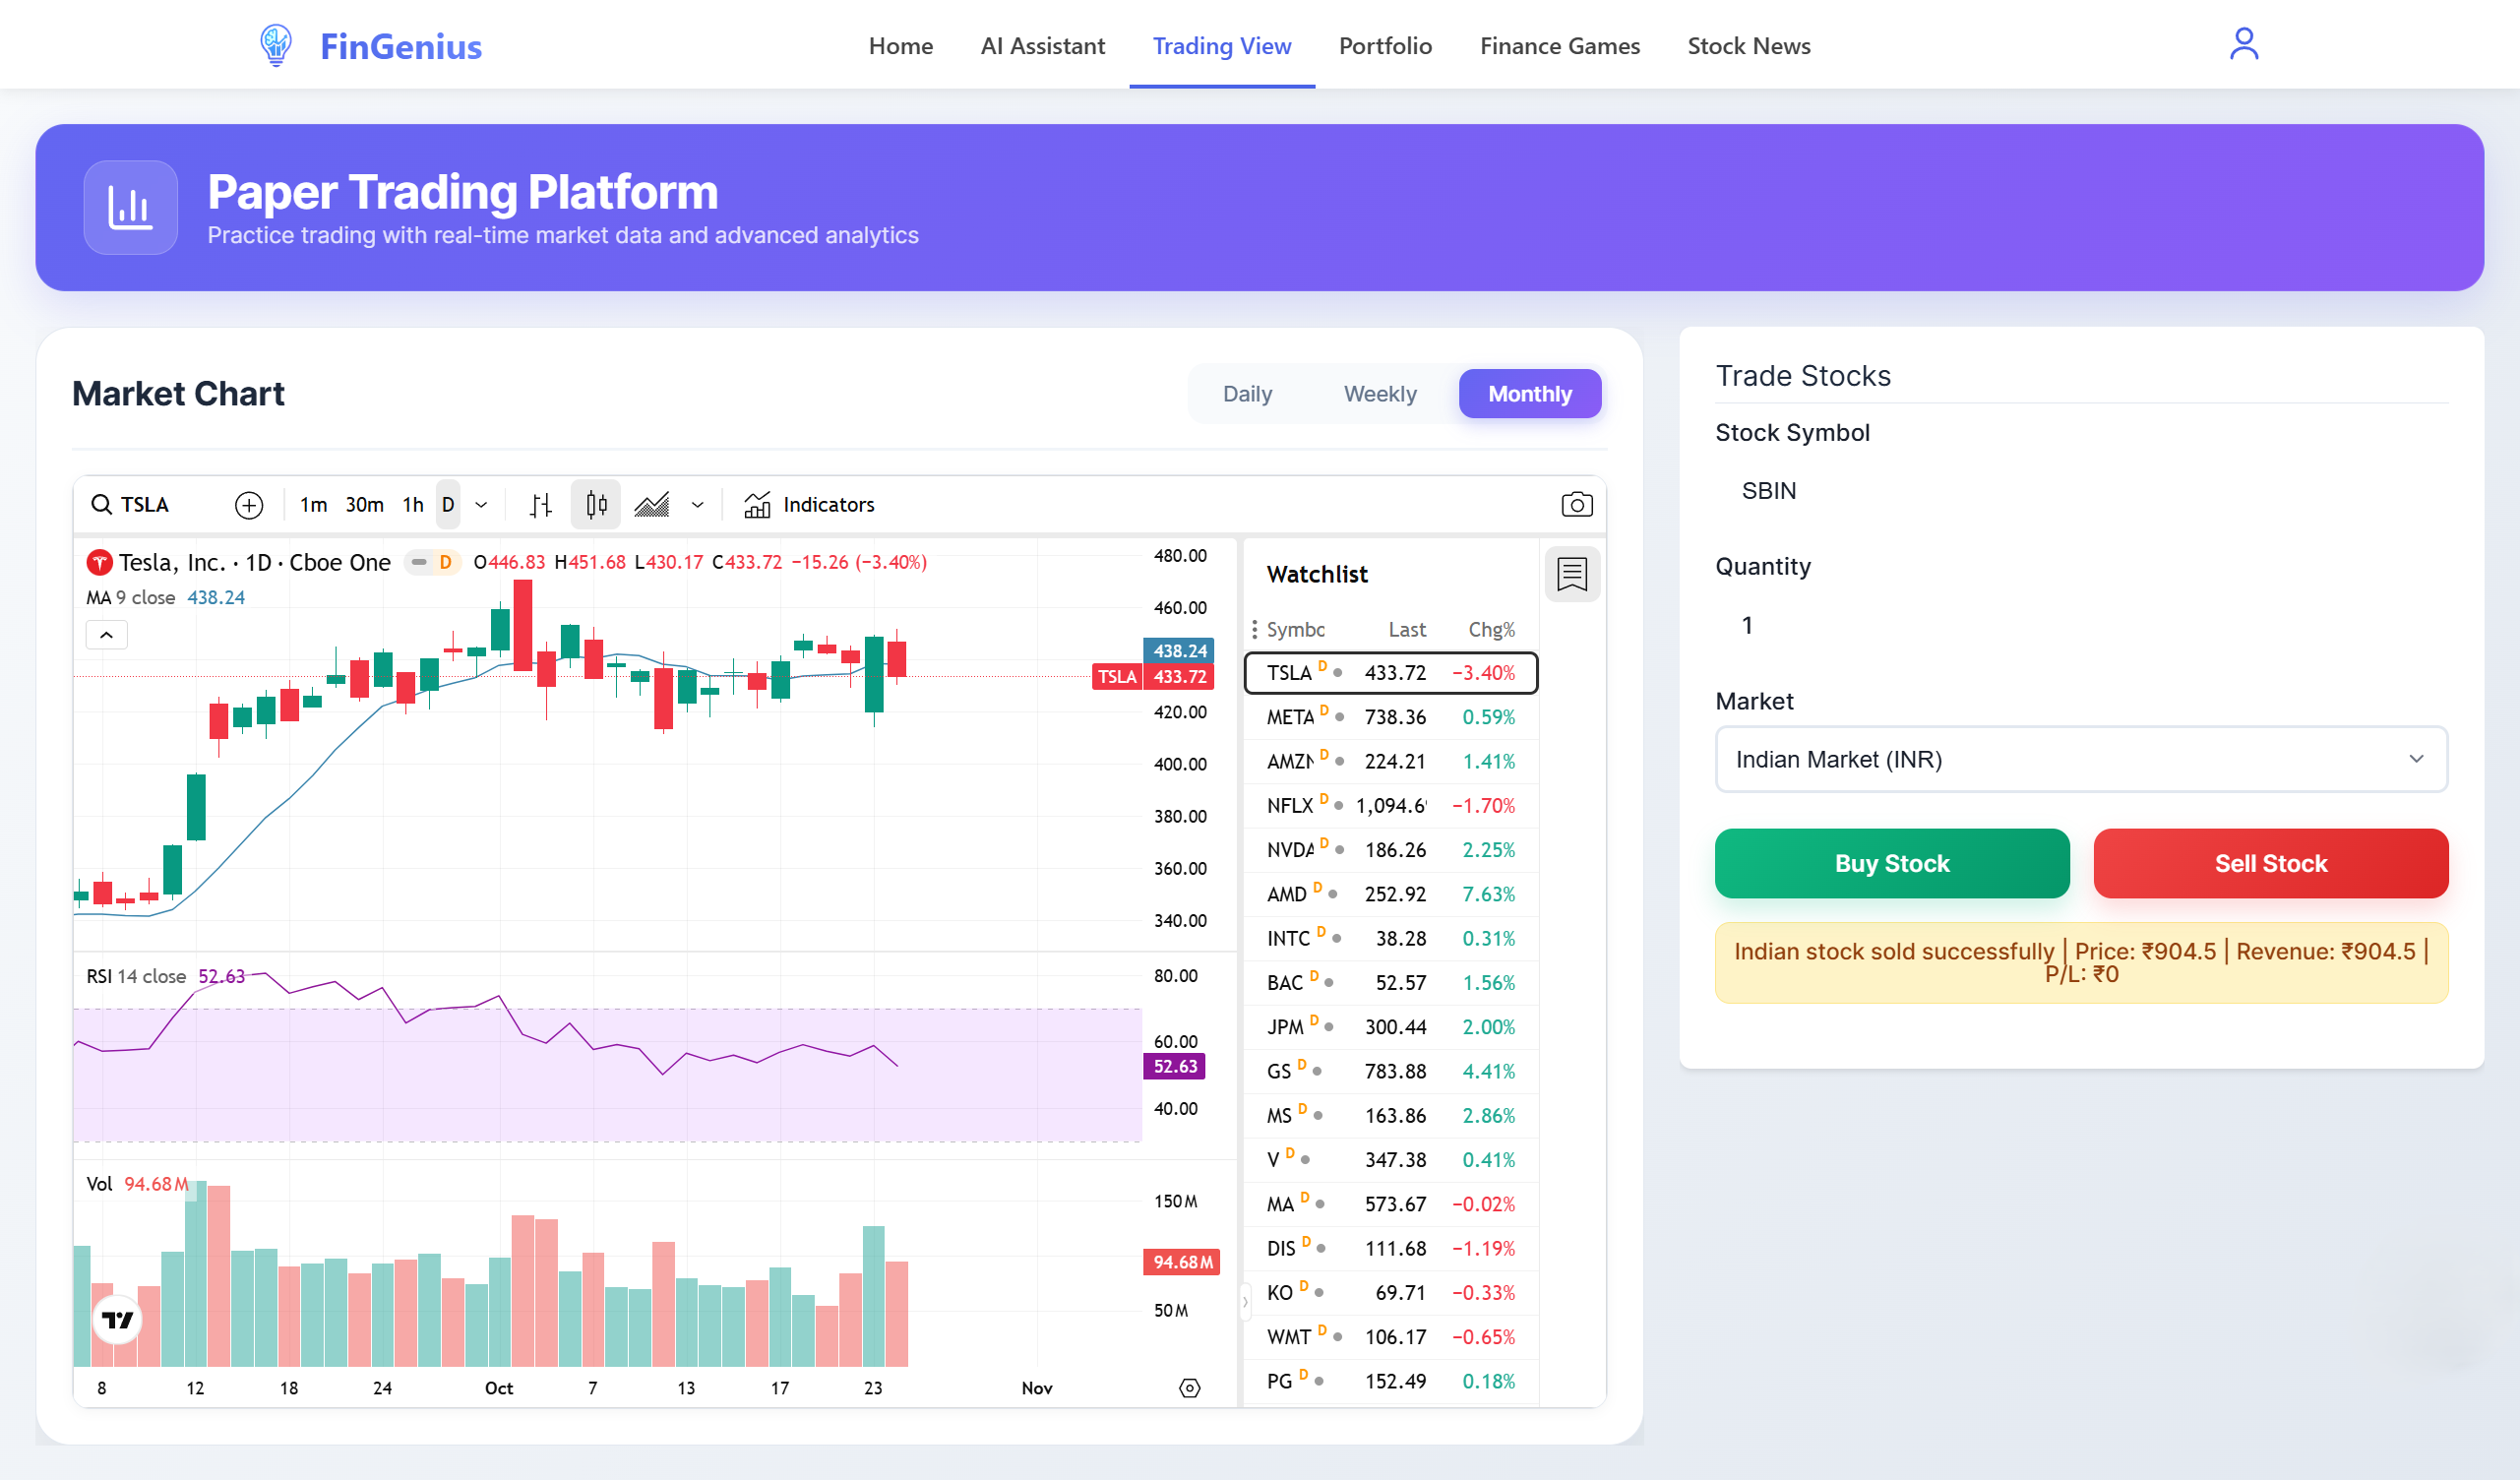 FinGenius
Home
AI Assistant
Trading View
Portfolio
Finance Games
Stock News
Paper Trading Platform
Practice trading with real-time market data and advanced analytics
Market Chart
Daily
Weekly
Monthly
TSLA
1m 30m 1h D
Indicators
Tesla, Inc. · 1D · Cboe One D O446.83 H451.68 L430.17 C433.72 −15.26 (−3.40%)
MA 9 close 438.24
480.00
460.00
438.24
TSLA 433.72
420.00
400.00
380.00
360.00
340.00
RSI 14 close 52.63
80.00
60.00
52.63
40.00
Vol 94.68M
150M
94.68M
50M
8 12 18 24 Oct 7 13 17 23 Nov
Watchlist
Symbc Last Chg%
TSLA D 433.72 −3.40%
META D 738.36 0.59%
AMZN D 224.21 1.41%
NFLX D 1,094.6 −1.70%
NVDA D 186.26 2.25%
AMD D 252.92 7.63%
INTC D 38.28 0.31%
BAC D 52.57 1.56%
JPM D 300.44 2.00%
GS D 783.88 4.41%
MS D 163.86 2.86%
V D 347.38 0.41%
MA D 573.67 −0.02%
DIS D 111.68 −1.19%
KO D 69.71 −0.33%
WMT D 106.17 −0.65%
PG D 152.49 0.18%
Trade Stocks
Stock Symbol
SBIN
Quantity
1
Market
Indian Market (INR)
Buy Stock
Sell Stock
Indian stock sold successfully | Price: ₹904.5 | Revenue: ₹904.5 |
P/L: ₹0